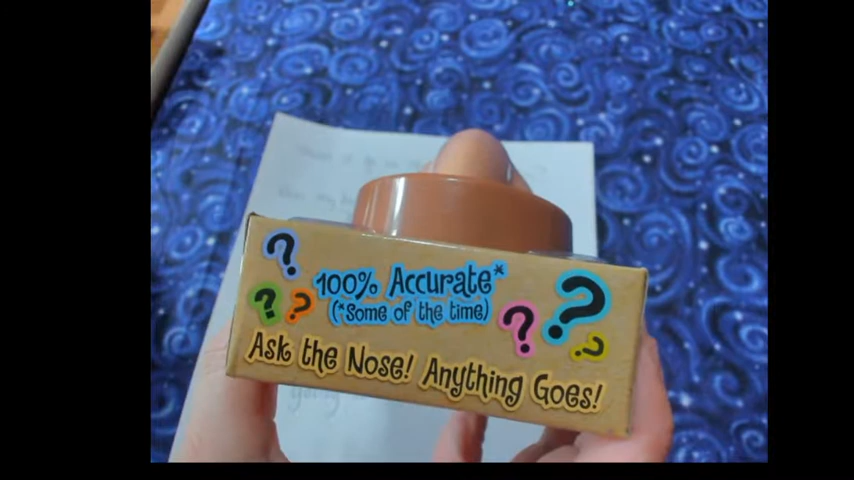 100% Accurate*
(*Some of the time)
Ask the Nose! Anything Goes!